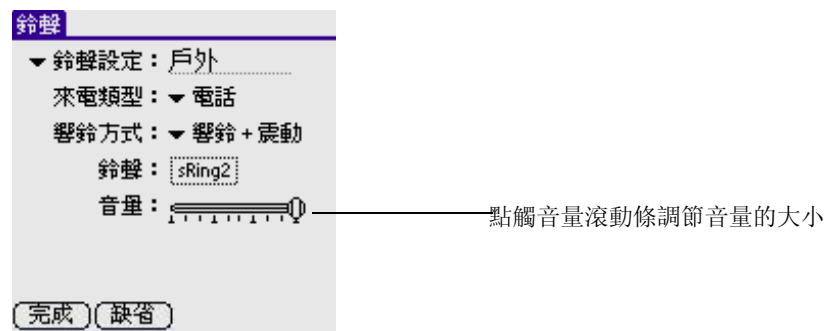 鈴聲
鈴聲設定：戶外
來電類型：電話
響鈴方式：響鈴+震動
鈴聲：sRing2
音量：
點觸音量滾動條調節音量的大小
完成 缺省